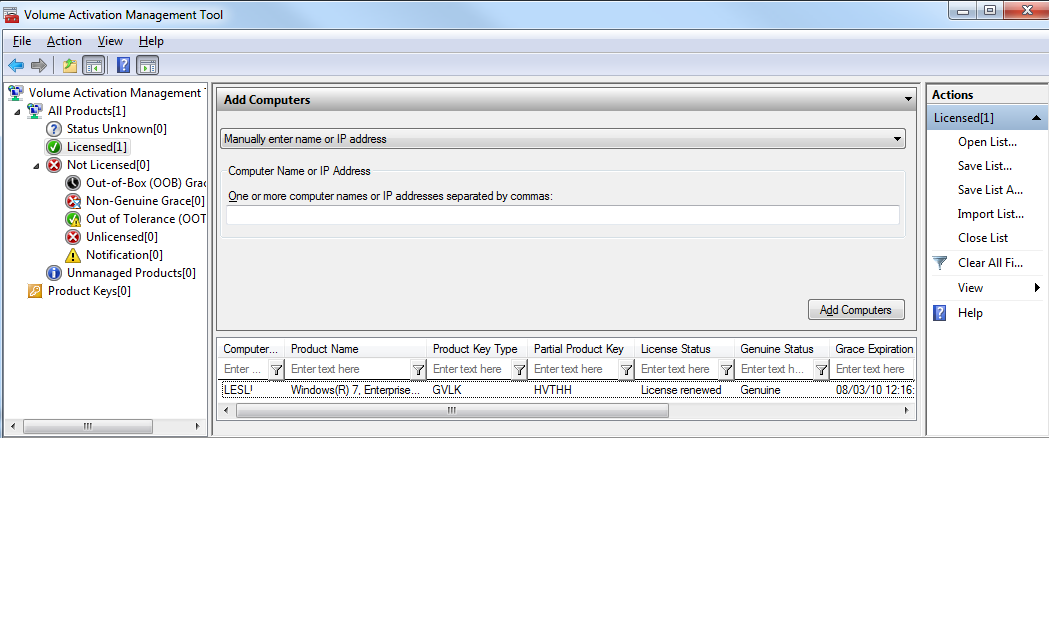 Volume Activation Management Tool
File Action View Help
Volume Activation Management
All Products[1]
Status Unknown[0]
Licensed[1]
Not Licensed[0]
Out-of-Box (OOB) Grac
Non-Genuine Grace[0]
Out of Tolerance (OOT
Unlicensed[0]
Notification[0]
Unmanaged Products[0]
Product Keys[0]
Add Computers
Manually enter name or IP address
Computer Name or IP Address
One or more computer names or IP addresses separated by commas:
Add Computers
Computer... Product Name Product Key Type Partial Product Key License Status Genuine Status Grace Expiration
Enter ... Enter text here Enter text here Enter text here Enter text here Enter text h... Enter text here
LESL! Windows(R) 7, Enterprise... GVLK HVTHH License renewed Genuine 08/03/10 12:16:
Actions
Licensed[1]
Open List...
Save List...
Save List A...
Import List...
Close List
Clear All Fi...
View
Help